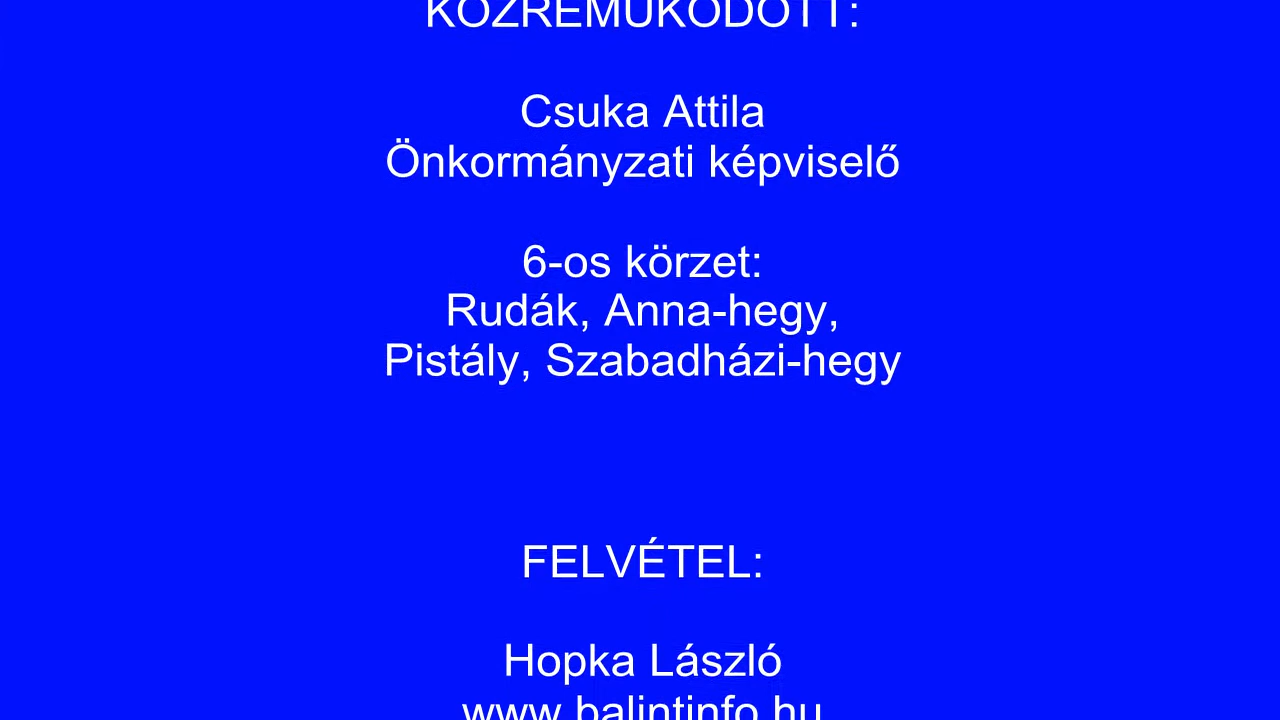 KÖZREMŰKÖDÖTT:
Csuka Attila
Önkormányzati képviselő
6-os körzet:
Rudák, Anna-hegy,
Pistály, Szabadházi-hegy
FELVÉTEL:
Hopka László
www.balintinfo.hu